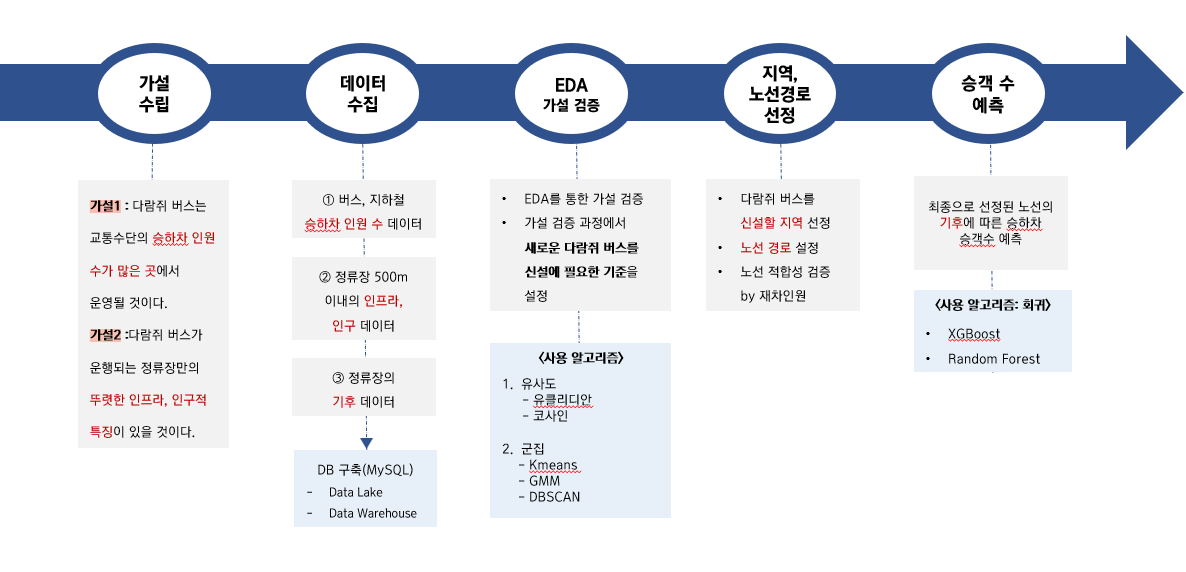 가설
수립
데이터
수집
EDA
가설 검증
지역,
노선경로
선정
승객 수
예측
가설1 : 다람쥐 버스는
교통수단의 승하차 인원
수가 많은 곳에서
운영될 것이다.
가설2 :다람쥐 버스가
운행되는 정류장만의
뚜렷한 인프라, 인구적
특징이 있을 것이다.
① 버스, 지하철
승하차 인원 수 데이터
② 정류장 500m
이내의 인프라,
인구 데이터
③ 정류장의
기후 데이터
DB 구축(MySQL)
- Data Lake
- Data Warehouse
• EDA를 통한 가설 검증
• 가설 검증 과정에서
새로운 다람쥐 버스를
신설에 필요한 기준을
설정
<사용 알고리즘>
1. 유사도
- 유클리디안
- 코사인
2. 군집
- Kmeans
- GMM
- DBSCAN
• 다람쥐 버스를
신설할 지역 선정
• 노선 경로 설정
• 노선 적합성 검증
by 재차인원
최종으로 선정된 노선의
기후에 따른 승하차
승객수 예측
<사용 알고리즘: 회귀>
• XGBoost
• Random Forest